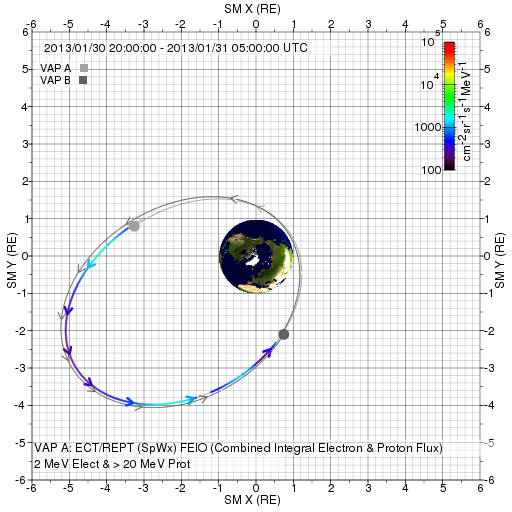 SM X (RE)
-6 -5 -4 -3 -2 -1 0 1 2 3 4 5 6
2013/01/30 20:00:00 - 2013/01/31 05:00:00 UTC
VAP A
VAP B
10^5
10^4
1000
100
cm^-2 sr^-1 s^-1 MeV^-1
SM Y (RE)
6
5
4
3
2
1
0
-1
-2
-3
-4
-5
-6
SM Y (RE)
6
5
4
3
2
1
0
-1
-2
-3
-4
-5
-6
VAP A: ECT/REPT (SpWx) FEIO (Combined Integral Electron & Proton Flux)
2 MeV Elect & > 20 MeV Prot
-6 -5 -4 -3 -2 -1 0 1 2 3 4 5 6
SM X (RE)